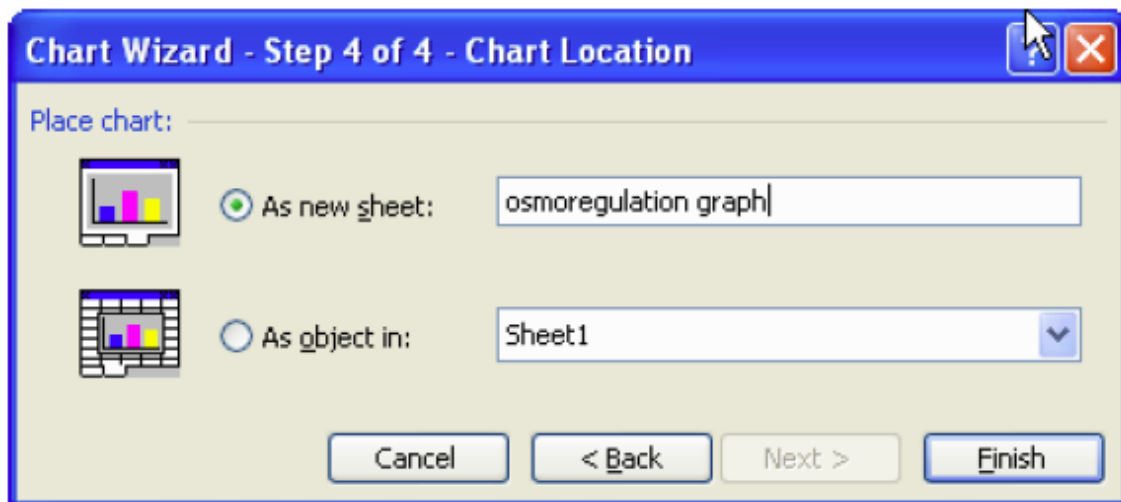 Chart Wizard - Step 4 of 4 - Chart Location
?
Place chart:
As new sheet: osmoregulation graph
As object in: Sheet1
Cancel < Back Next > Finish